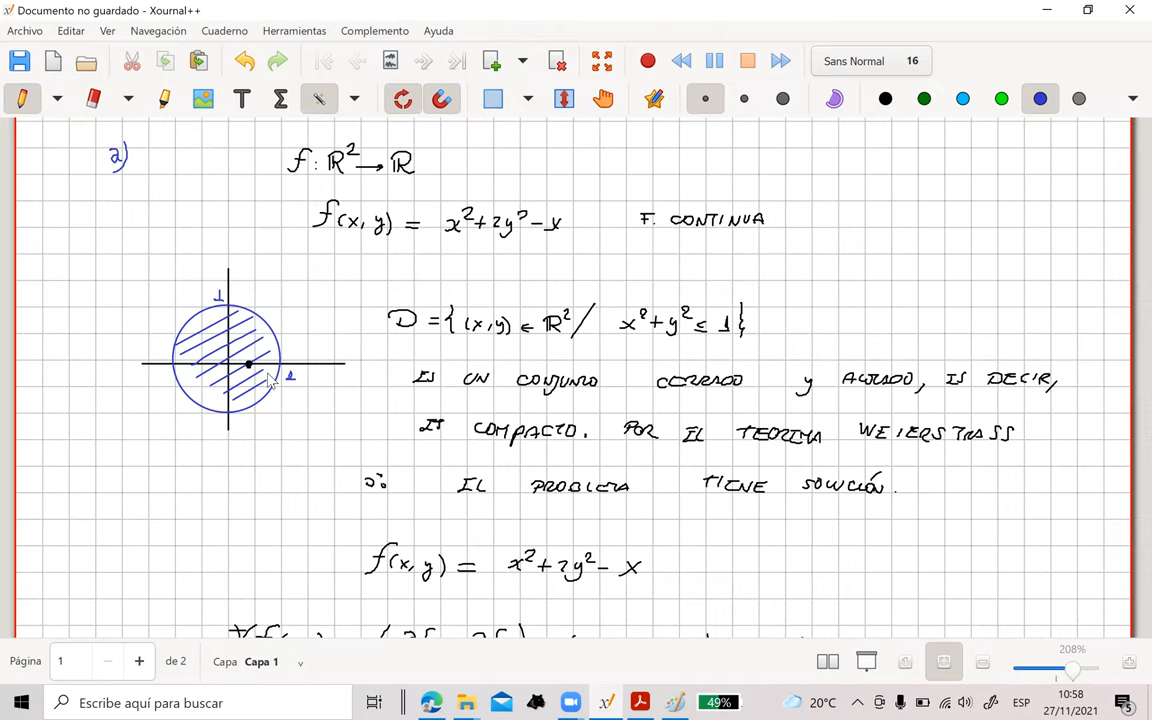 Documento no guardado - Xournal++
Archivo Editar Ver Navegación Cuaderno Herramientas Complemento Ayuda
Sans Normal 16
2)
f: ℝ² → ℝ
f(x, y) = x² + 2y² - x F. CONTINUA
1
D = { (x, y) ∈ ℝ² / x² + y² ≤ 1 }
1
ES UN CONJUNTO CERRADO y ACOTADO, ES DECIR,
ES COMPACTO. POR EL TEOREMA WEIERSTRASS
EL PROBLEMA TIENE SOLUCIÓN.
f(x, y) = x² + 2y² - x
Página 1 de 2 Capa Capa 1 208%
Escribe aquí para buscar 49% 20°C ESP 10:58
27/11/2021 5